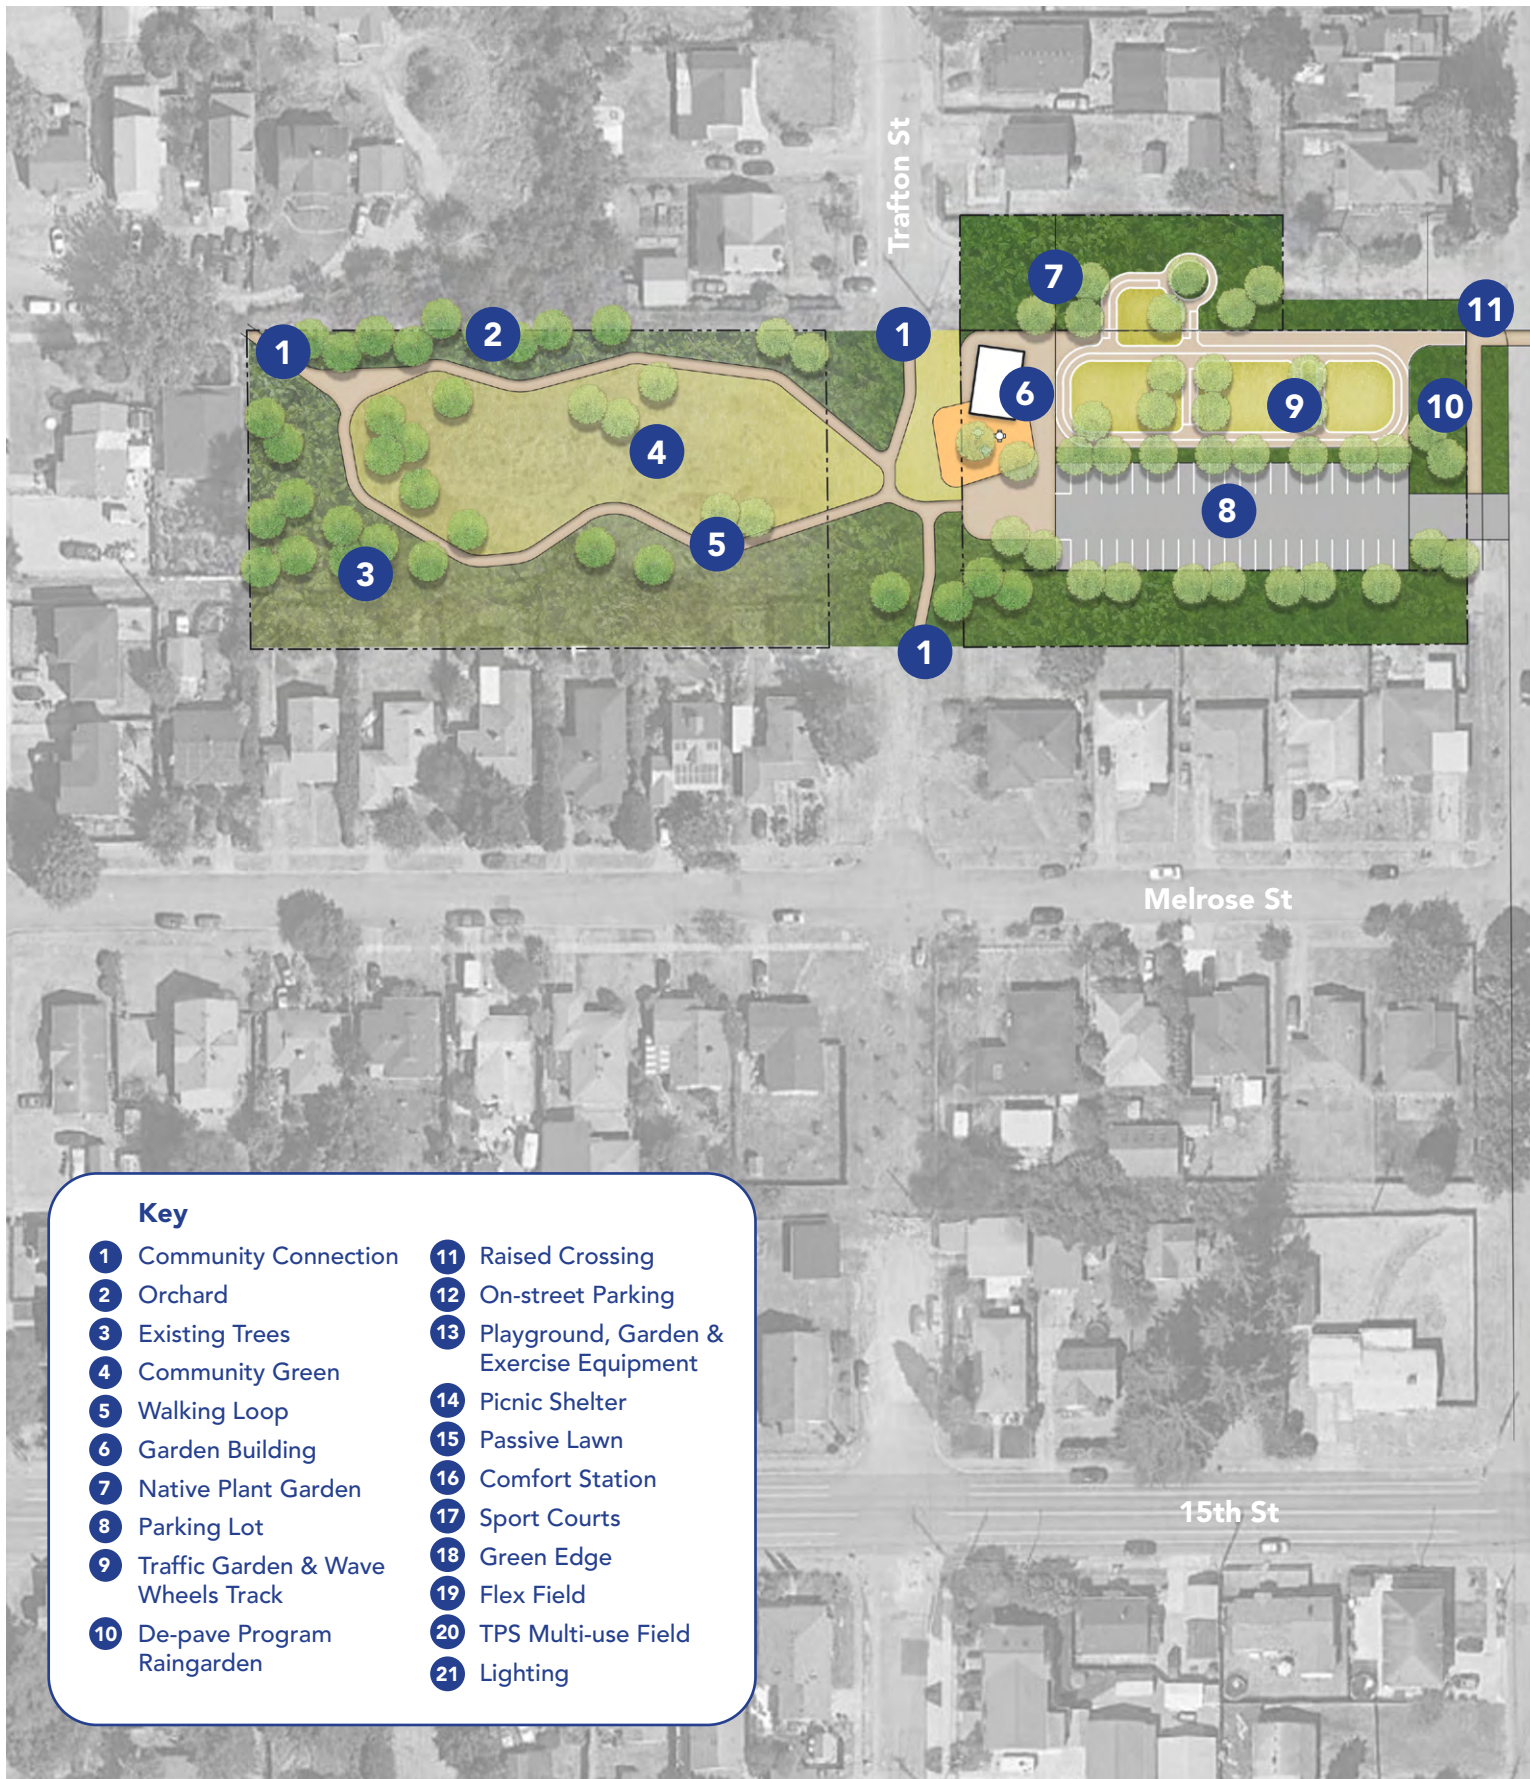 Trafton St
7
11
1
2
1
6
9
10
4
8
5
3
1
Melrose St
Key
1 Community Connection
2 Orchard
3 Existing Trees
4 Community Green
5 Walking Loop
6 Garden Building
7 Native Plant Garden
8 Parking Lot
9 Traffic Garden & Wave
Wheels Track
10 De-pave Program
Raingarden
11 Raised Crossing
12 On-street Parking
13 Playground, Garden &
Exercise Equipment
14 Picnic Shelter
15 Passive Lawn
16 Comfort Station
17 Sport Courts
18 Green Edge
19 Flex Field
20 TPS Multi-use Field
21 Lighting
15th St